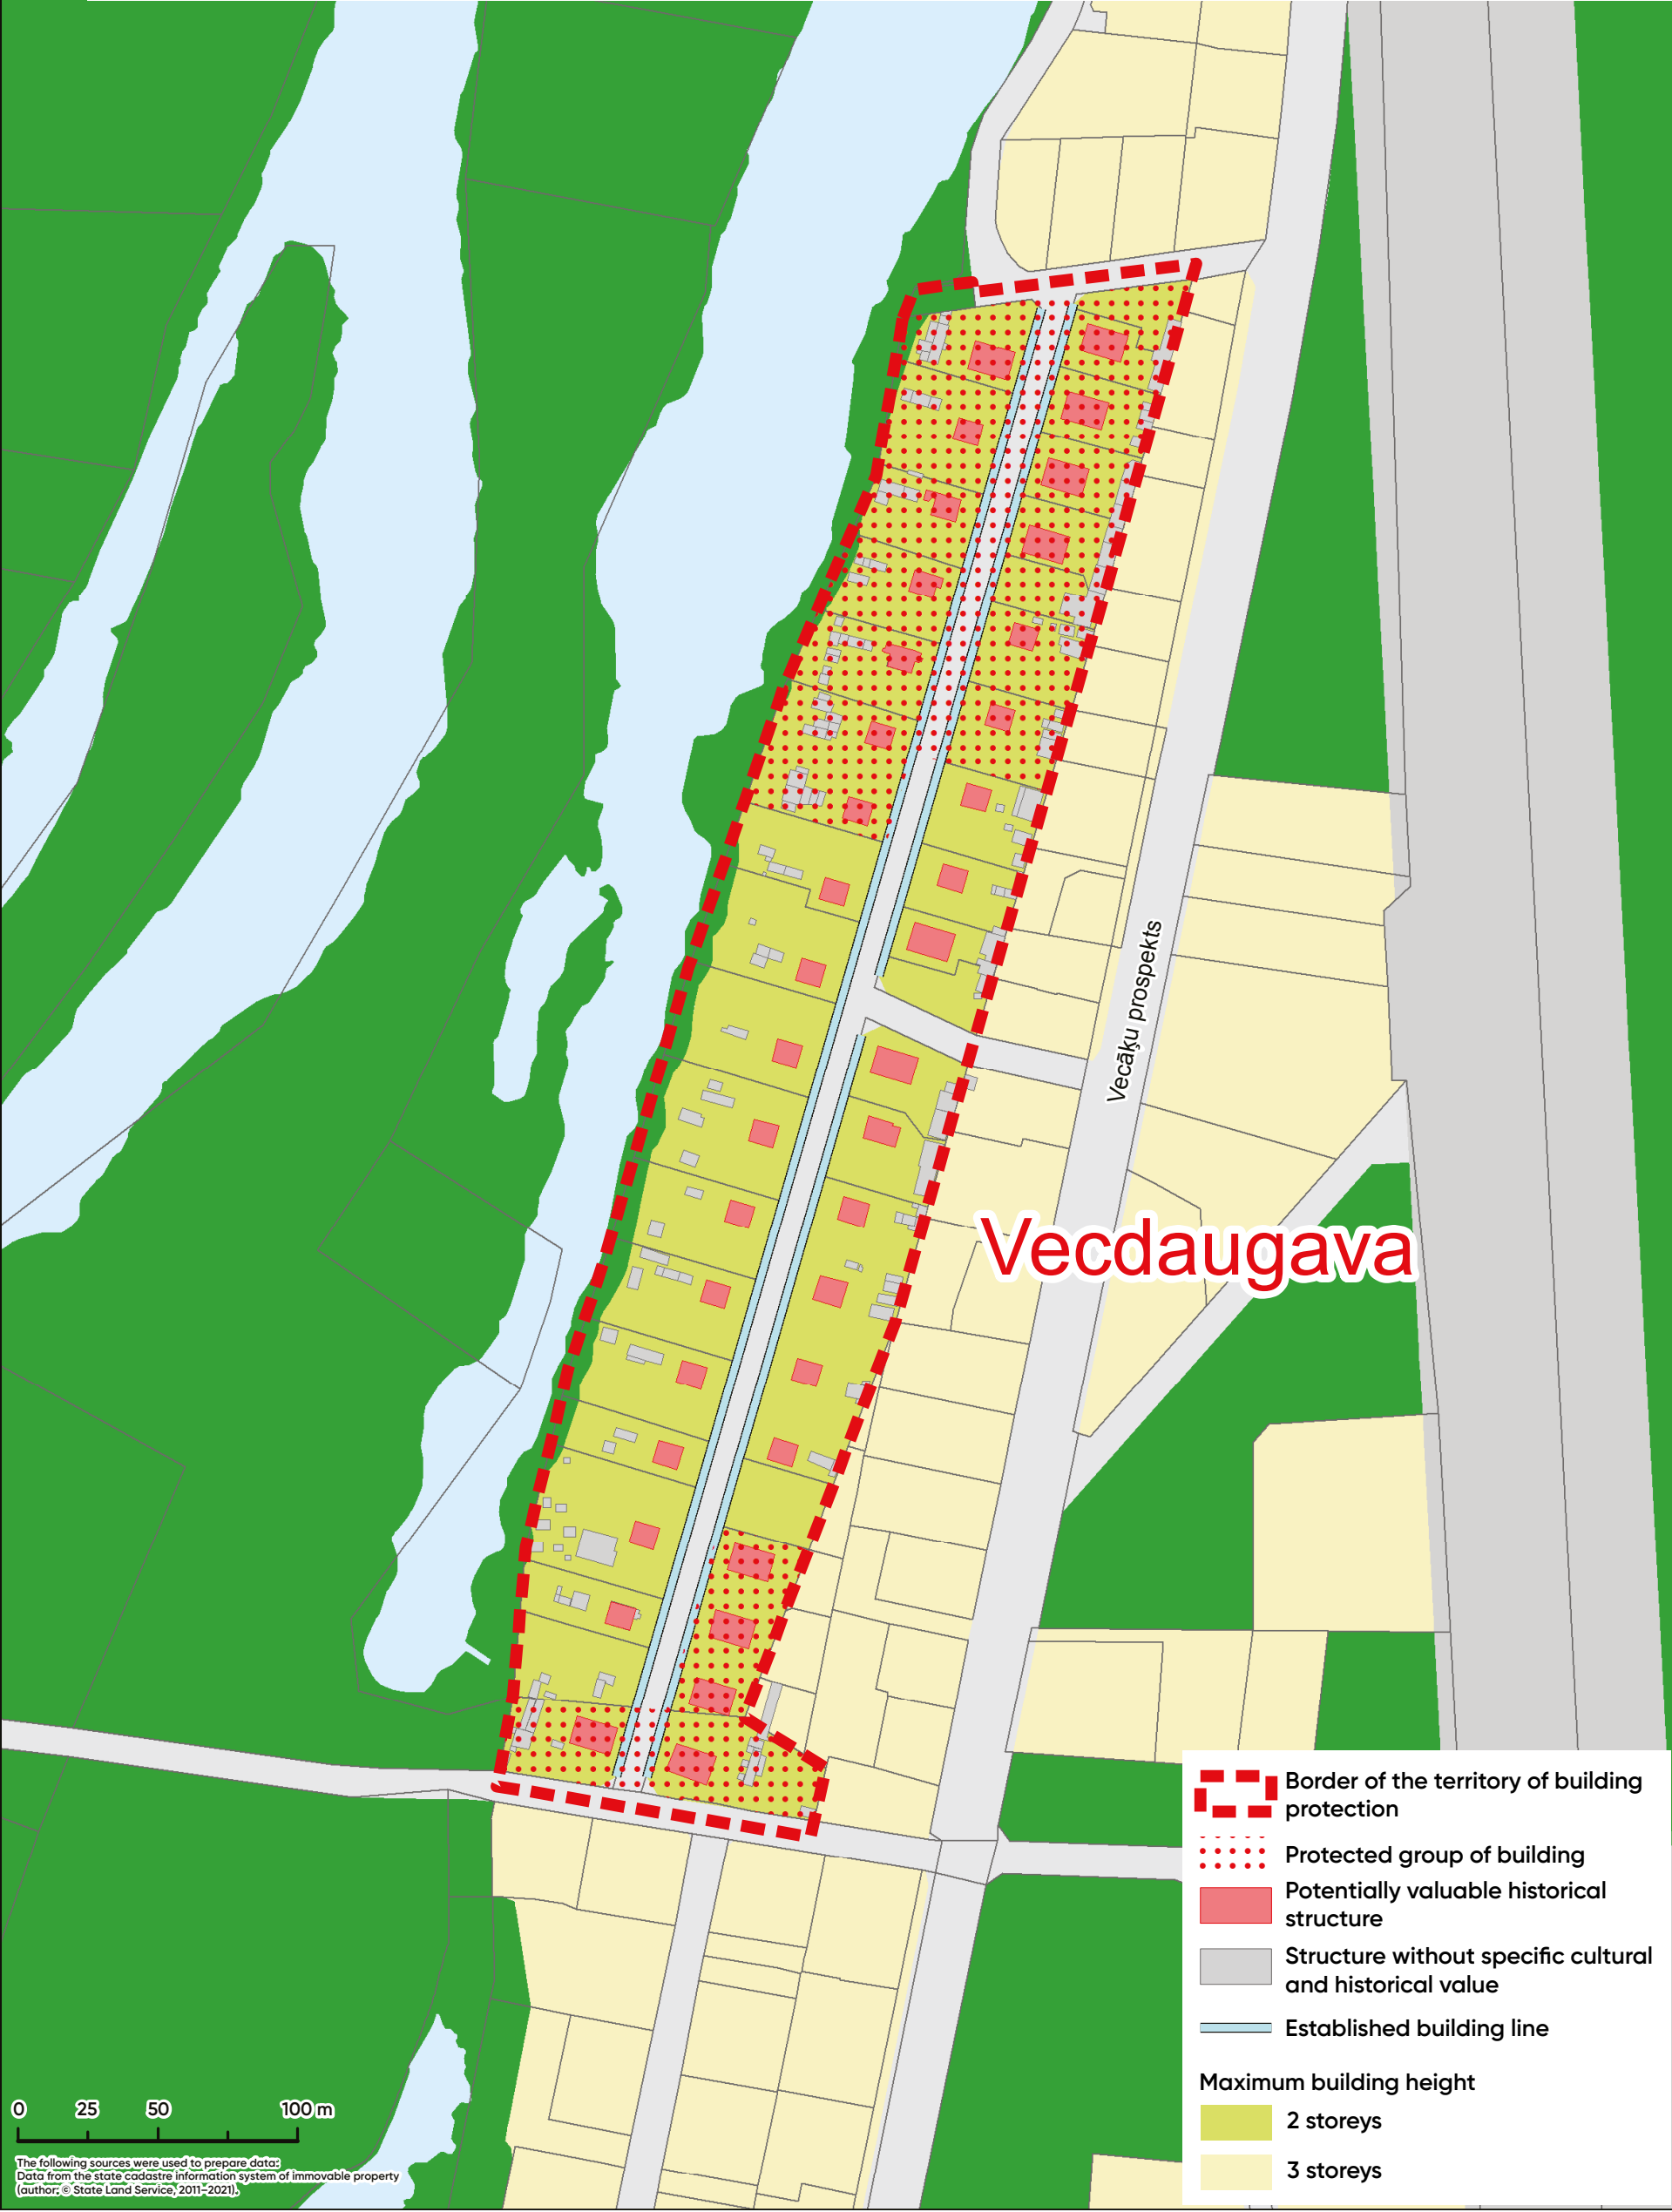 Vecāķu prospekts
Vecdaugava
Border of the territory of building
protection
Protected group of building
Potentially valuable historical
structure
Structure without specific cultural
and historical value
Established building line
Maximum building height
2 storeys
3 storeys
0 25 50 100 m
The following sources were used to prepare data:
Data from the state cadastre information system of immovable property
(author: © State Land Service, 2011-2021).